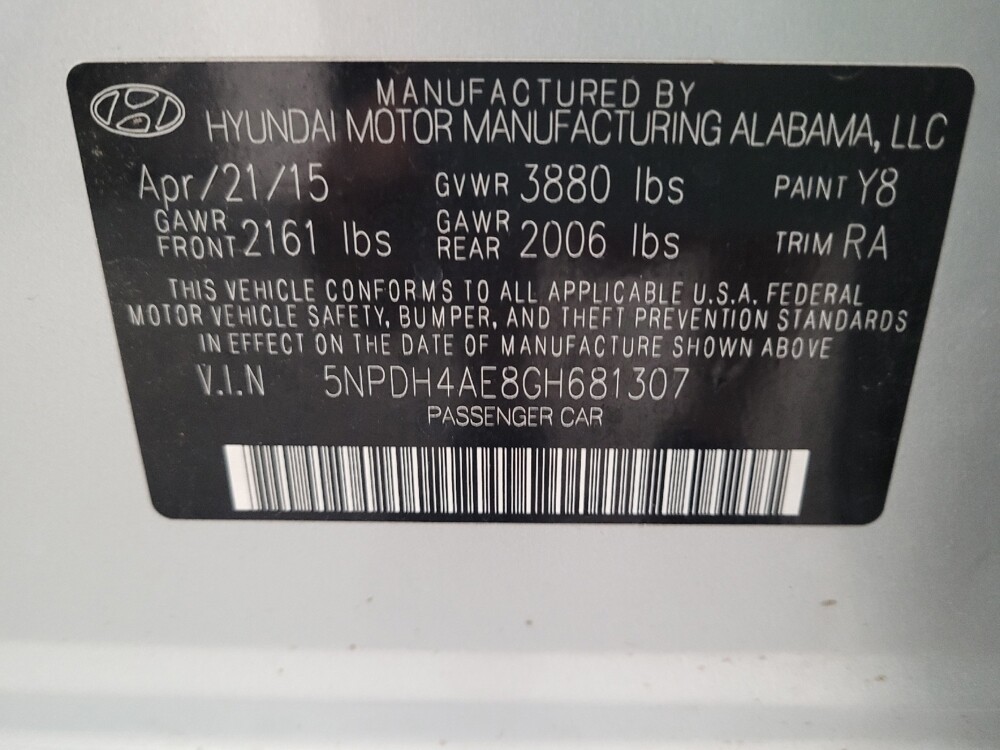 MANUFACTURED BY
HYUNDAI MOTOR MANUFACTURING ALABAMA, LLC
Apr/21/15 GVWR 3880 lbs PAINT Y8
GAWR FRONT 2161 lbs GAWR REAR 2006 lbs TRIM RA
THIS VEHICLE CONFORMS TO ALL APPLICABLE U.S.A. FEDERAL
MOTOR VEHICLE SAFETY, BUMPER, AND THEFT PREVENTION STANDARDS
IN EFFECT ON THE DATE OF MANUFACTURE SHOWN ABOVE
V.I.N 5NPDH4AE8GH681307
PASSENGER CAR